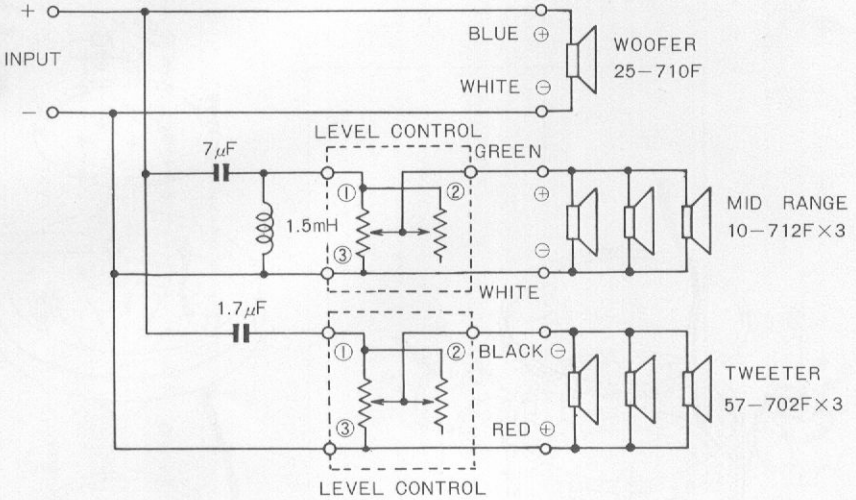 +
INPUT
−
BLUE ⊕
WHITE ⊖
WOOFER
25−710F
7μF
1.5mH
LEVEL CONTROL
① ②
③
GREEN
⊕
⊖
WHITE
MID RANGE
10−712F×3
1.7μF
① ②
③
BLACK ⊖
RED ⊕
TWEETER
57−702F×3
LEVEL CONTROL